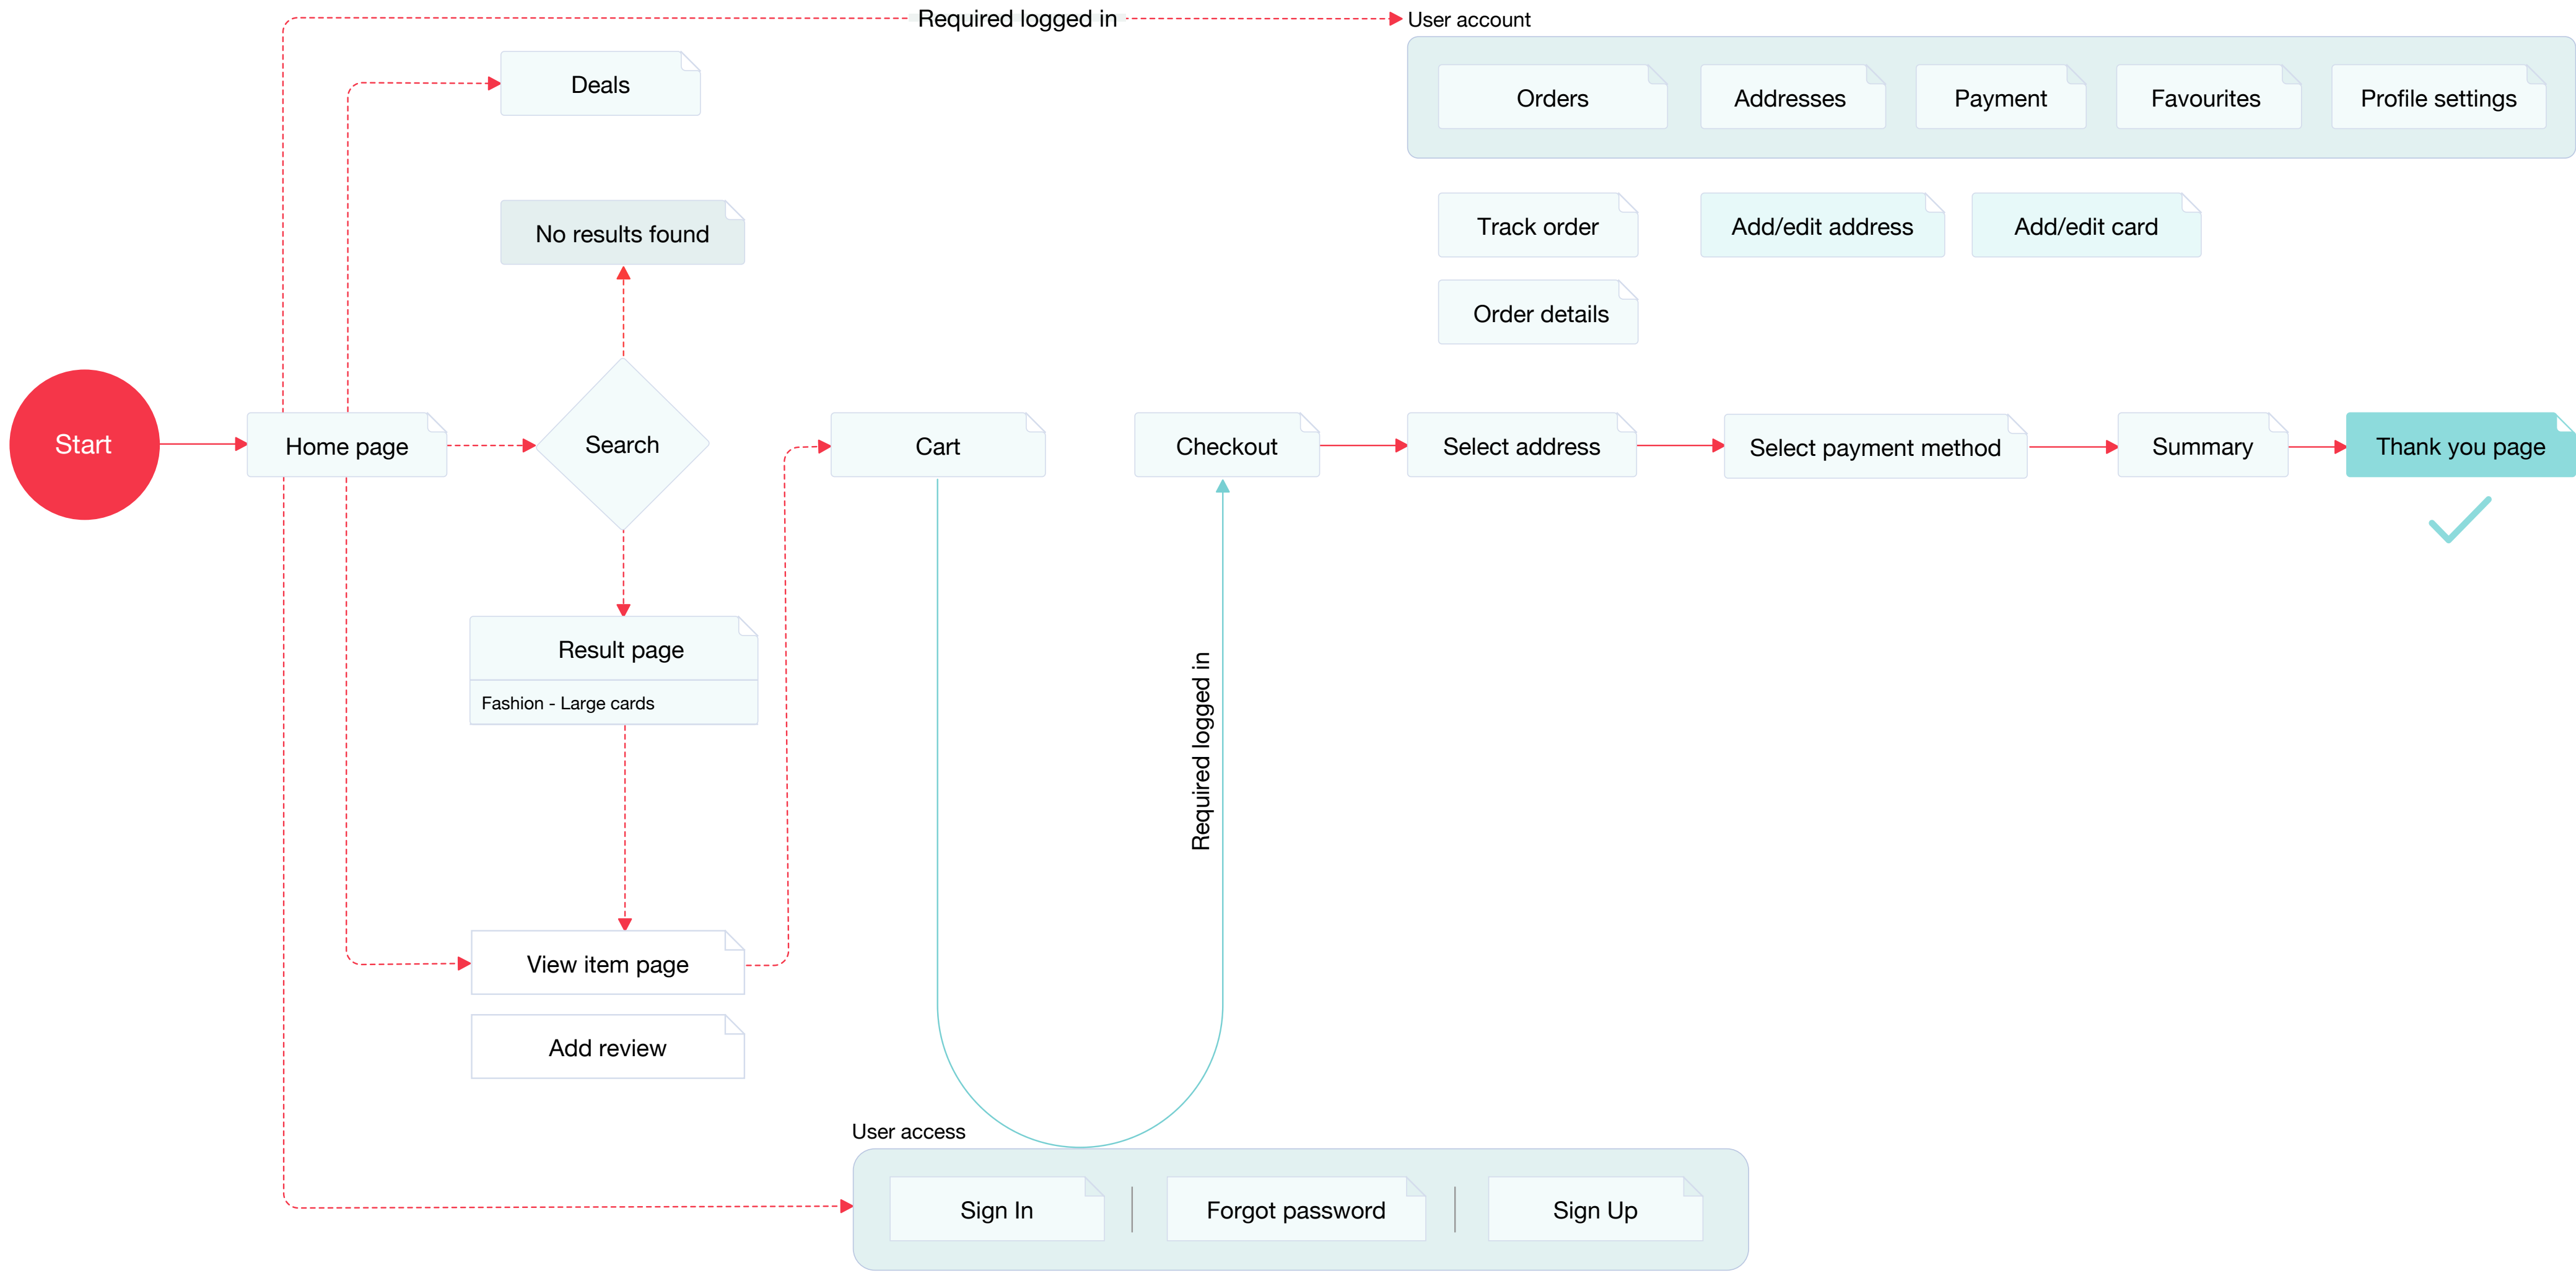 Required logged in
User account
Deals
Orders
Addresses
Payment
Favourites
Profile settings
No results found
Track order
Add/edit address
Add/edit card
Order details
Start
Home page
Search
Cart
Checkout
Select address
Select payment method
Summary
Thank you page
Result page
Fashion - Large cards
Required logged in
View item page
Add review
User access
Sign In
Forgot password
Sign Up